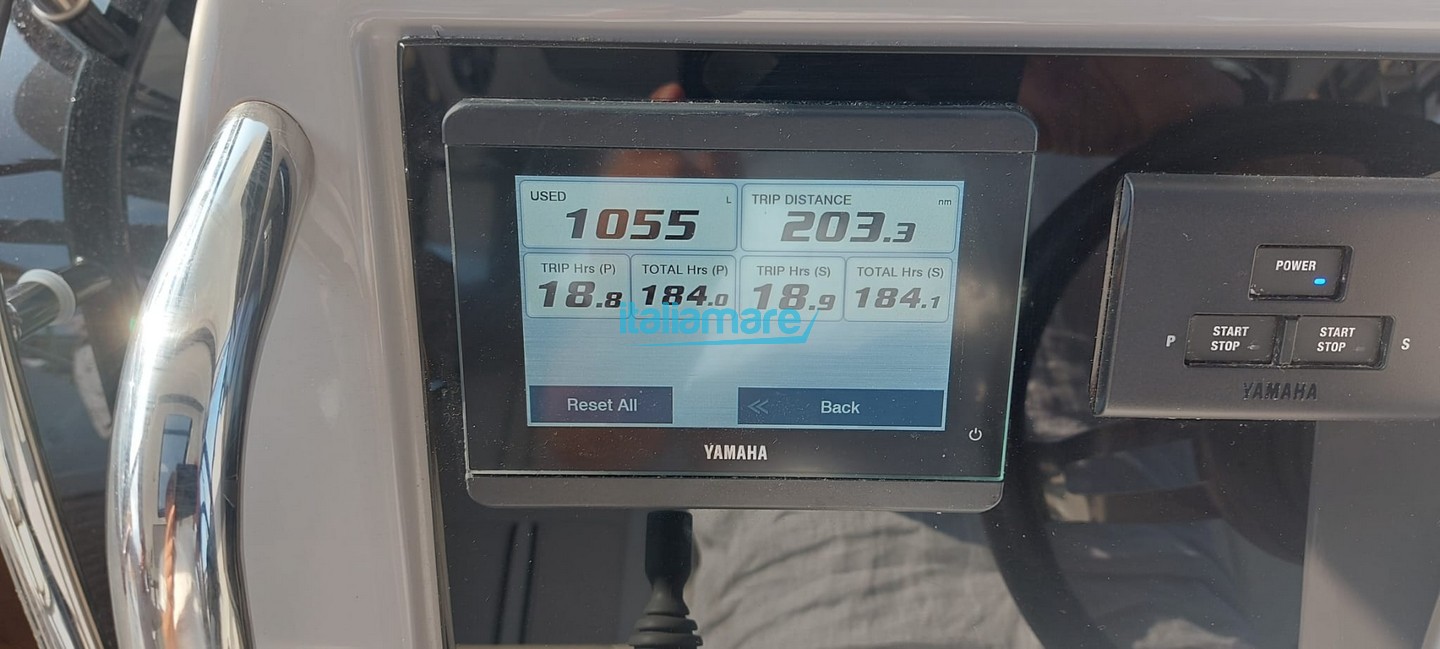 USED L
1055
TRIP DISTANCE nm
203.3
TRIP Hrs (P)
18.8
TOTAL Hrs (P)
184.0
TRIP Hrs (S)
18.9
TOTAL Hrs (S)
184.1
italiamare
Reset All
Back
YAMAHA
POWER
P
START
STOP
START
STOP
S
YAMAHA